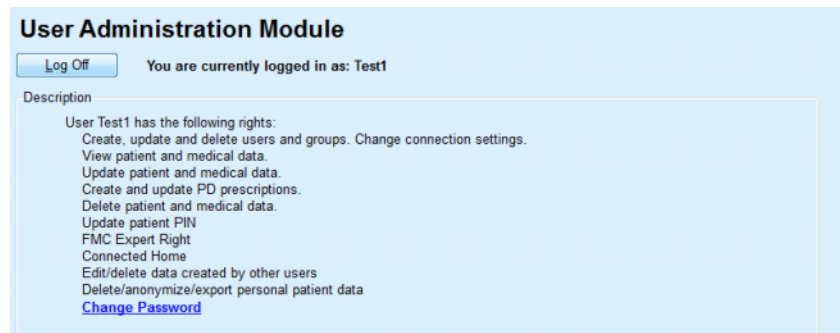 User Administration Module
Log Off
You are currently logged in as: Test1
Description
User Test1 has the following rights:
Create, update and delete users and groups. Change connection settings.
View patient and medical data.
Update patient and medical data.
Create and update PD prescriptions.
Delete patient and medical data.
Update patient PIN
FMC Expert Right
Connected Home
Edit/delete data created by other users
Delete/anonymize/export personal patient data
Change Password